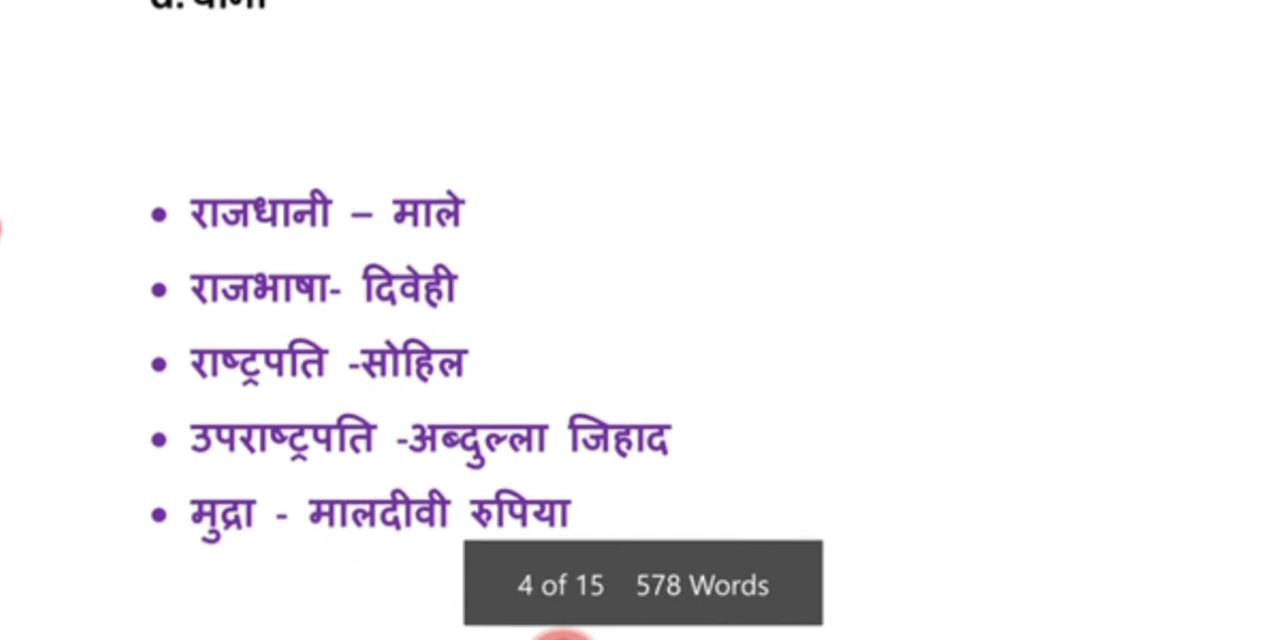 • राजधानी – माले
• राजभाषा- दिवेही
• राष्ट्रपति -सोहिल
• उपराष्ट्रपति -अब्दुल्ला जिहाद
• मुद्रा - मालदीवी रुपिया
4 of 15 578 Words